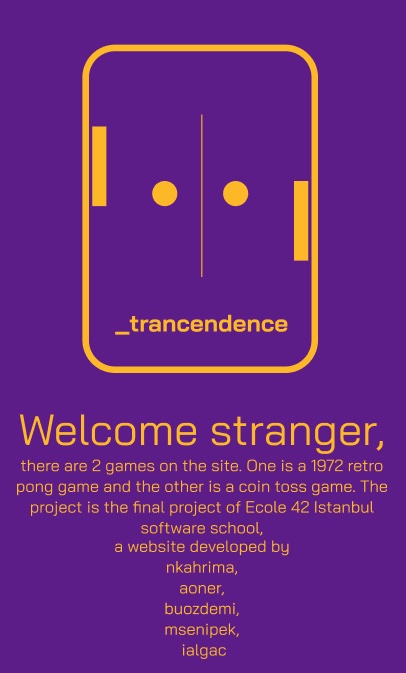 _trancendence
Welcome stranger,
there are 2 games on the site. One is a 1972 retro
pong game and the other is a coin toss game. The
project is the final project of Ecole 42 Istanbul
software school,
a website developed by
nkahrima,
aoner,
buozdemi,
msenipek,
ialgac